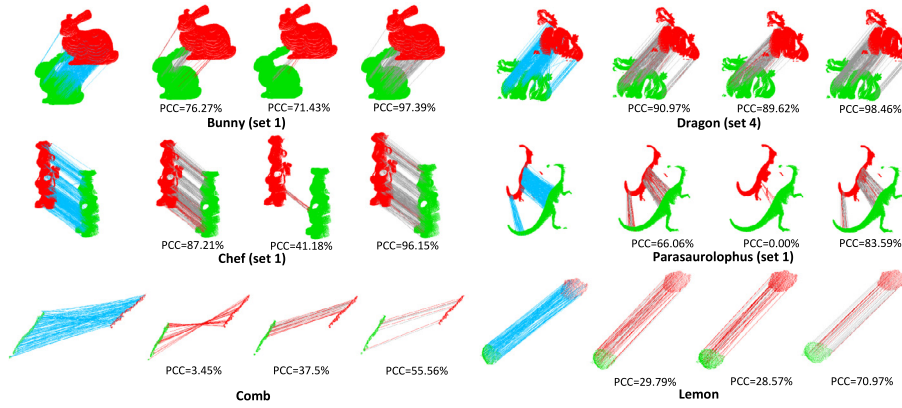 PCC=76.27% PCC=71.43% PCC=97.39%
Bunny (set 1)
PCC=90.97% PCC=89.62% PCC=98.46%
Dragon (set 4)
PCC=87.21% PCC=41.18% PCC=96.15%
Chef (set 1)
PCC=66.06% PCC=0.00% PCC=83.59%
Parasaurolophus (set 1)
PCC=3.45% PCC=37.5% PCC=55.56%
Comb
PCC=29.79% PCC=28.57% PCC=70.97%
Lemon